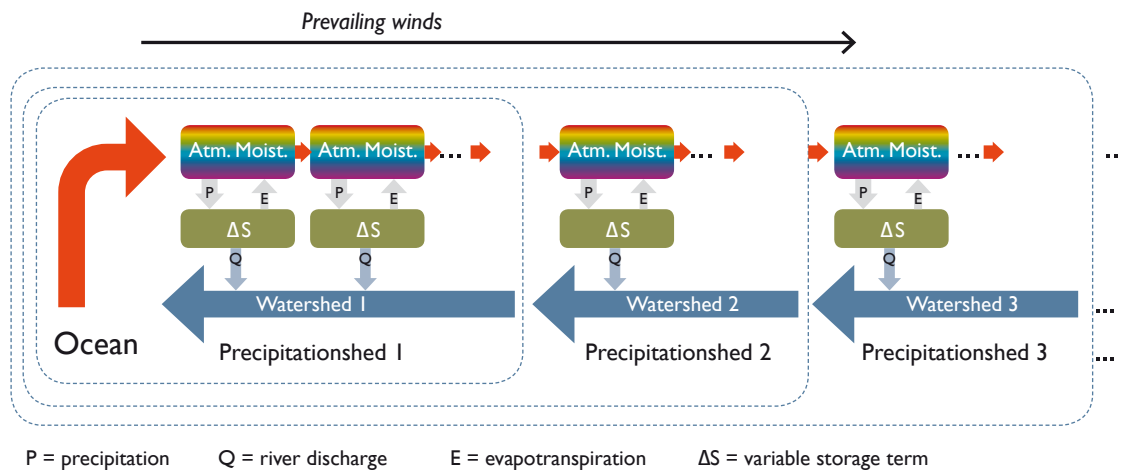 Prevailing winds
Atm. Moist. Atm. Moist. ... Atm. Moist. ... Atm. Moist. ... ..
P E P E P E P E
ΔS ΔS ΔS ΔS
Q Q Q Q
Watershed 1 Watershed 2 Watershed 3 ...
Ocean
Precipitationshed 1 Precipitationshed 2 Precipitationshed 3 ...
P = precipitation Q = river discharge E = evapotranspiration ΔS = variable storage term